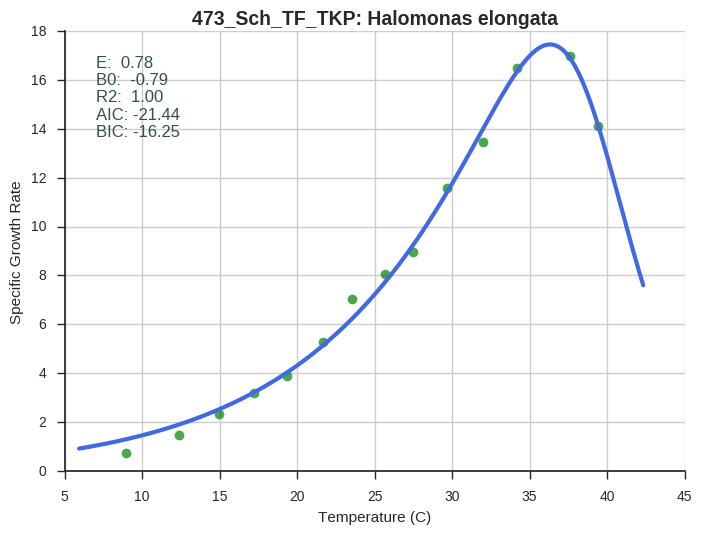 473_Sch_TF_TKP: Halomonas elongata
E:  0.78
B0:  -0.79
R2:  1.00
AIC: -21.44
BIC: -16.25
Specific Growth Rate
18
16
14
12
10
8
6
4
2
0
5 10 15 20 25 30 35 40 45
Temperature (C)